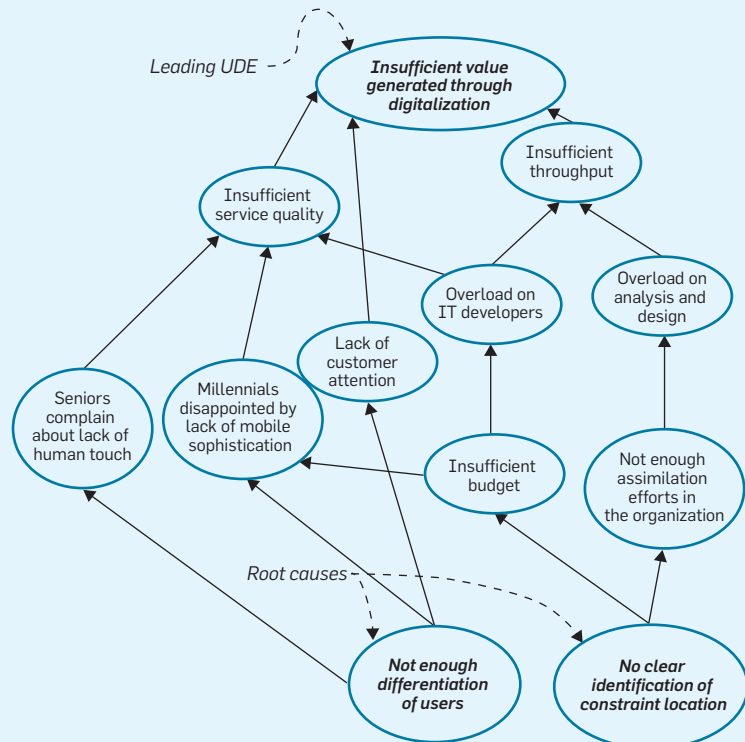 Leading UDE
Insufficient value
generated through
digitalization
Insufficient
throughput
Insufficient
service quality
Overload on
IT developers
Overload on
analysis and
design
Lack of
customer
attention
Seniors
complain
about lack of
human touch
Millennials
disappointed by
lack of mobile
sophistication
Insufficient
budget
Not enough
assimilation
efforts in
the organization
Root causes
Not enough
differentiation
of users
No clear
identification of
constraint location